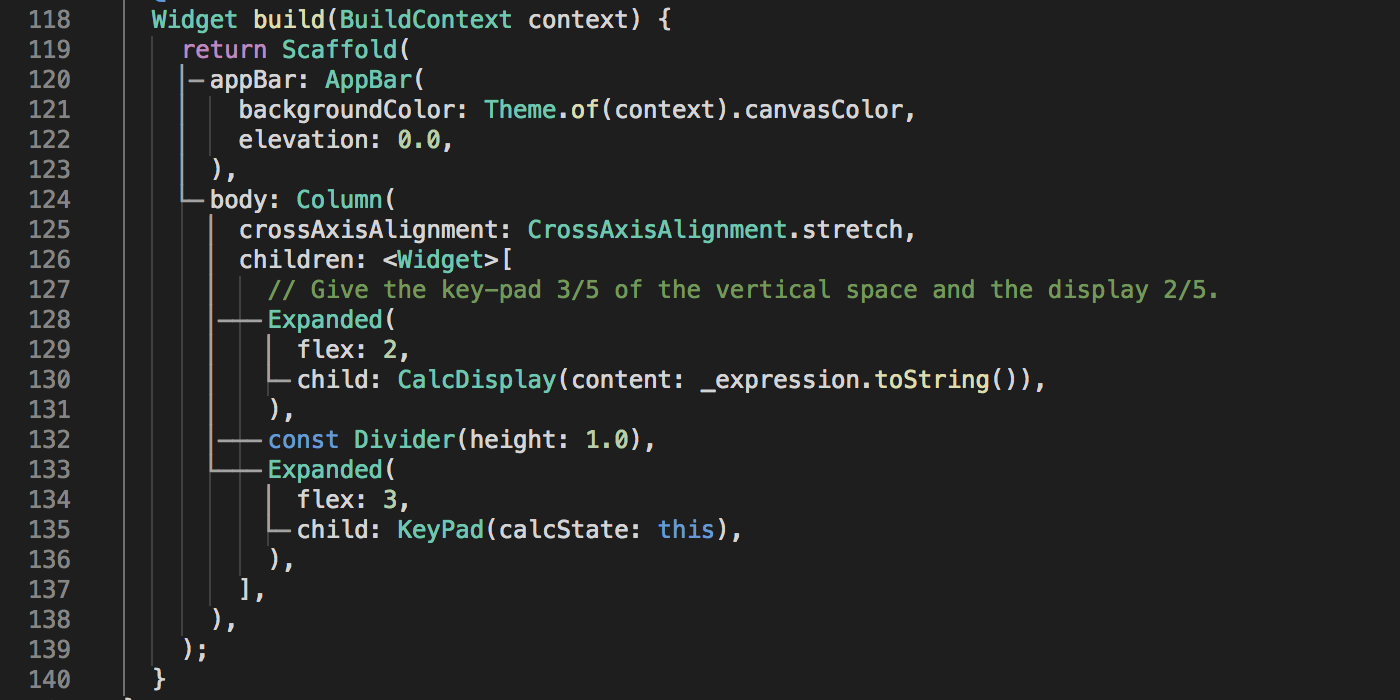 118 Widget build(BuildContext context) {
119 return Scaffold(
120 appBar: AppBar(
121 backgroundColor: Theme.of(context).canvasColor,
122 elevation: 0.0,
123 ),
124 body: Column(
125 crossAxisAlignment: CrossAxisAlignment.stretch,
126 children: <Widget>[
127 // Give the key-pad 3/5 of the vertical space and the display 2/5.
128 Expanded(
129 flex: 2,
130 child: CalcDisplay(content: _expression.toString()),
131 ),
132 const Divider(height: 1.0),
133 Expanded(
134 flex: 3,
135 child: KeyPad(calcState: this),
136 ),
137 ],
138 ),
139 );
140 }